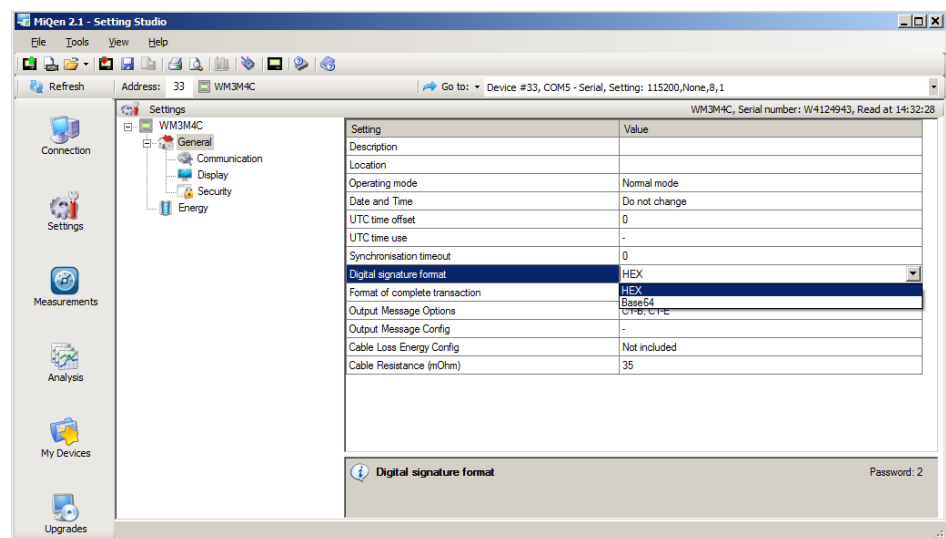 MiQen 2.1 - Setting Studio
File Tools View Help
Refresh Address: 33 WM3M4C Go to: Device #33, COM5 - Serial, Setting: 115200,None,8,1
Settings WM3M4C, Serial number: W4124943, Read at 14:32:28
Connection
Settings
Measurements
Analysis
My Devices
Upgrades
WM3M4C
General
Communication
Display
Security
Energy
Setting Value
Description
Location
Operating mode Normal mode
Date and Time Do not change
UTC time offset 0
UTC time use -
Synchronisation timeout 0
Digital signature format HEX
Format of complete transaction HEX
Base64
Output Message Options CT-B, CT-E
Output Message Config -
Cable Loss Energy Config Not included
Cable Resistance (mOhm) 35
Digital signature format Password: 2